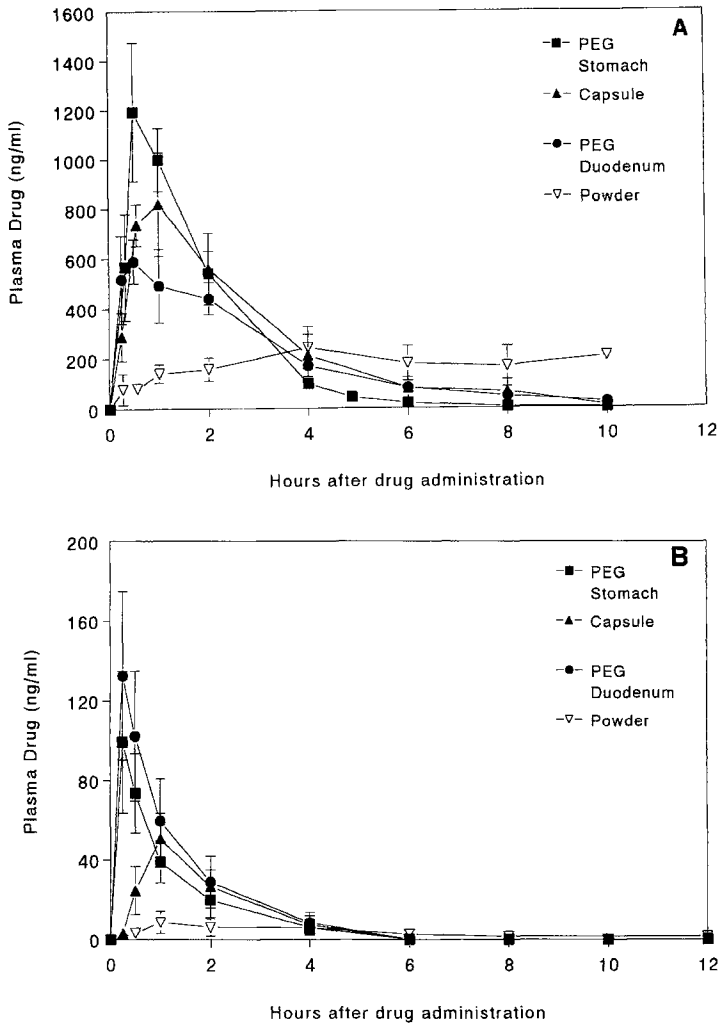 A
1600
1400
1200
1000
800
600
400
200
0
Plasma Drug (ng/ml)
PEG
Stomach
Capsule
PEG
Duodenum
Powder
0 2 4 6 8 10 12
Hours after drug administration
B
200
160
120
80
40
0
Plasma Drug (ng/ml)
PEG
Stomach
Capsule
PEG
Duodenum
Powder
0 2 4 6 8 10 12
Hours after drug administration